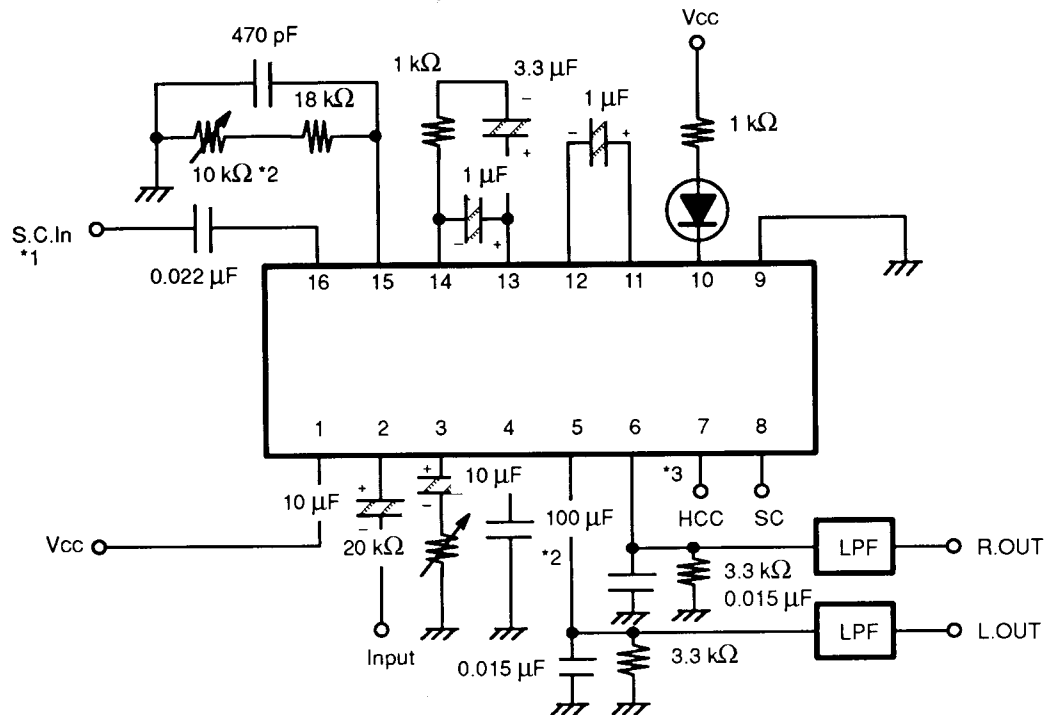 470 pF
1 kΩ
3.3 µF
Vcc
18 kΩ
1 µF
1 kΩ
10 kΩ *2
1 µF
S.C.In
*1
0.022 µF
- + - + - +
16 15 14 13 12 11 10 9
1 2 3 4 5 6 7 8
+ - + -
10 µF
10 µF
*3
100 µF
HCC
SC
Vcc
20 kΩ
*2
LPF
R.OUT
3.3 kΩ
0.015 µF
LPF
L.OUT
Input
0.015 µF
3.3 kΩ